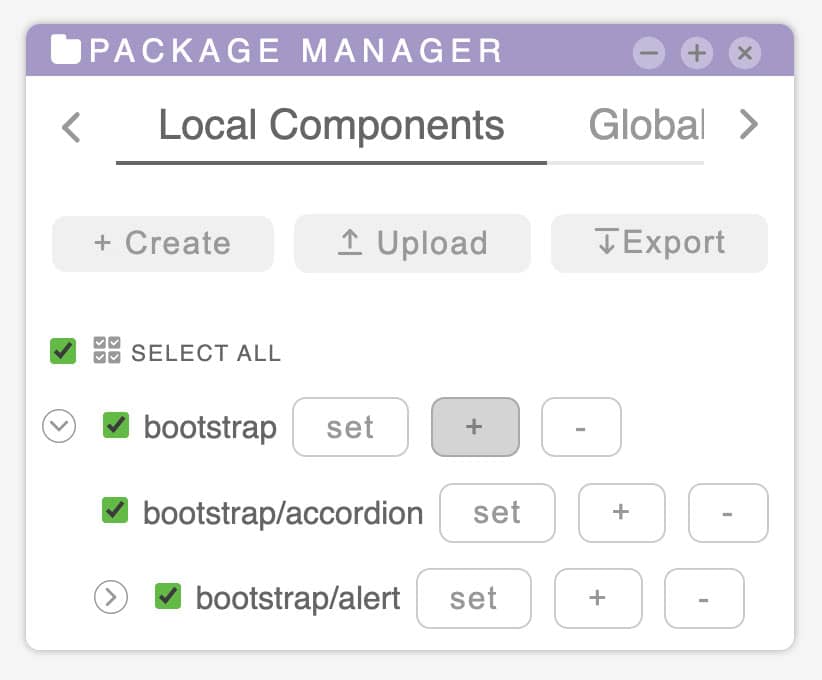 PACKAGE MANAGER
Local Components Global
+ Create Upload Export
SELECT ALL
bootstrap set + -
bootstrap/accordion set + -
bootstrap/alert set + -